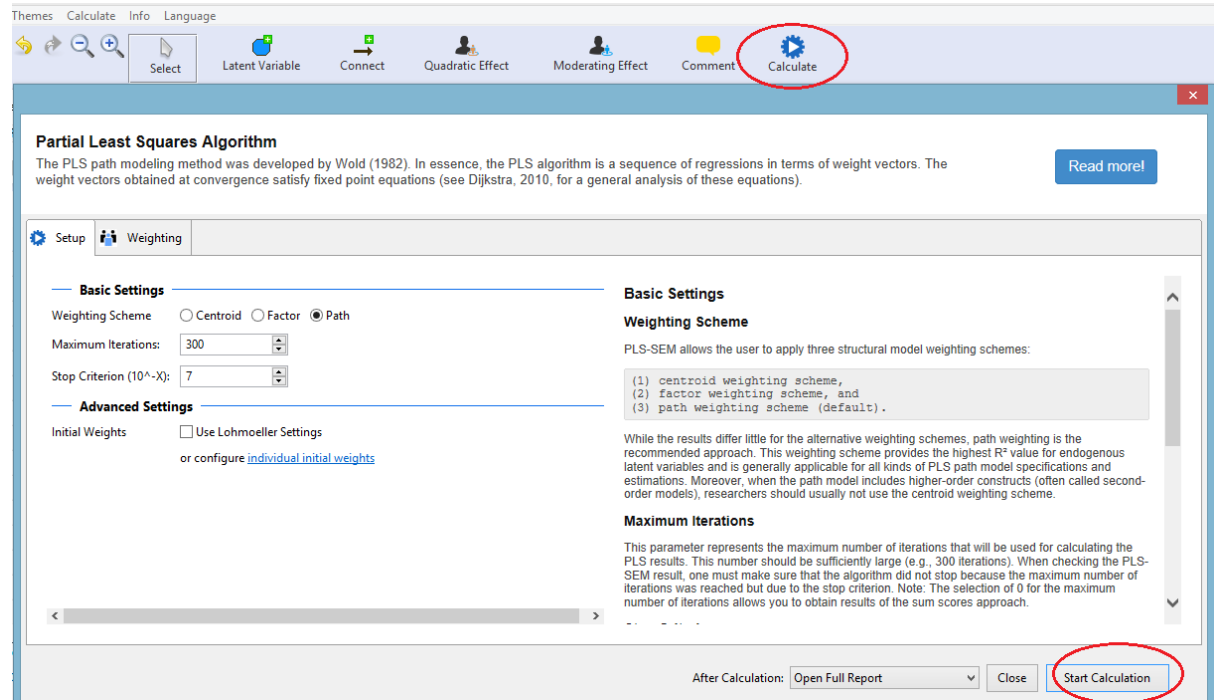 Themes Calculate Info Language
Select Latent Variable Connect Quadratic Effect Moderating Effect Comment Calculate
Partial Least Squares Algorithm
The PLS path modeling method was developed by Wold (1982). In essence, the PLS algorithm is a sequence of regressions in terms of weight vectors. The
weight vectors obtained at convergence satisfy fixed point equations (see Dijkstra, 2010, for a general analysis of these equations).
Read more!
Setup Weighting
Basic Settings
Weighting Scheme Centroid Factor Path
Maximum Iterations: 300
Stop Criterion (10^-X): 7
Advanced Settings
Initial Weights Use Lohmoeller Settings
or configure individual initial weights
Basic Settings
Weighting Scheme
PLS-SEM allows the user to apply three structural model weighting schemes:
(1) centroid weighting scheme,
(2) factor weighting scheme, and
(3) path weighting scheme (default).
While the results differ little for the alternative weighting schemes, path weighting is the
recommended approach. This weighting scheme provides the highest R² value for endogenous
latent variables and is generally applicable for all kinds of PLS path model specifications and
estimations. Moreover, when the path model includes higher-order constructs (often called second-
order models), researchers should usually not use the centroid weighting scheme.
Maximum Iterations
This parameter represents the maximum number of iterations that will be used for calculating the
PLS results. This number should be sufficiently large (e.g., 300 iterations). When checking the PLS-
SEM result, one must make sure that the algorithm did not stop because the maximum number of
iterations was reached but due to the stop criterion. Note: The selection of 0 for the maximum
number of iterations allows you to obtain results of the sum scores approach.
After Calculation: Open Full Report Close Start Calculation